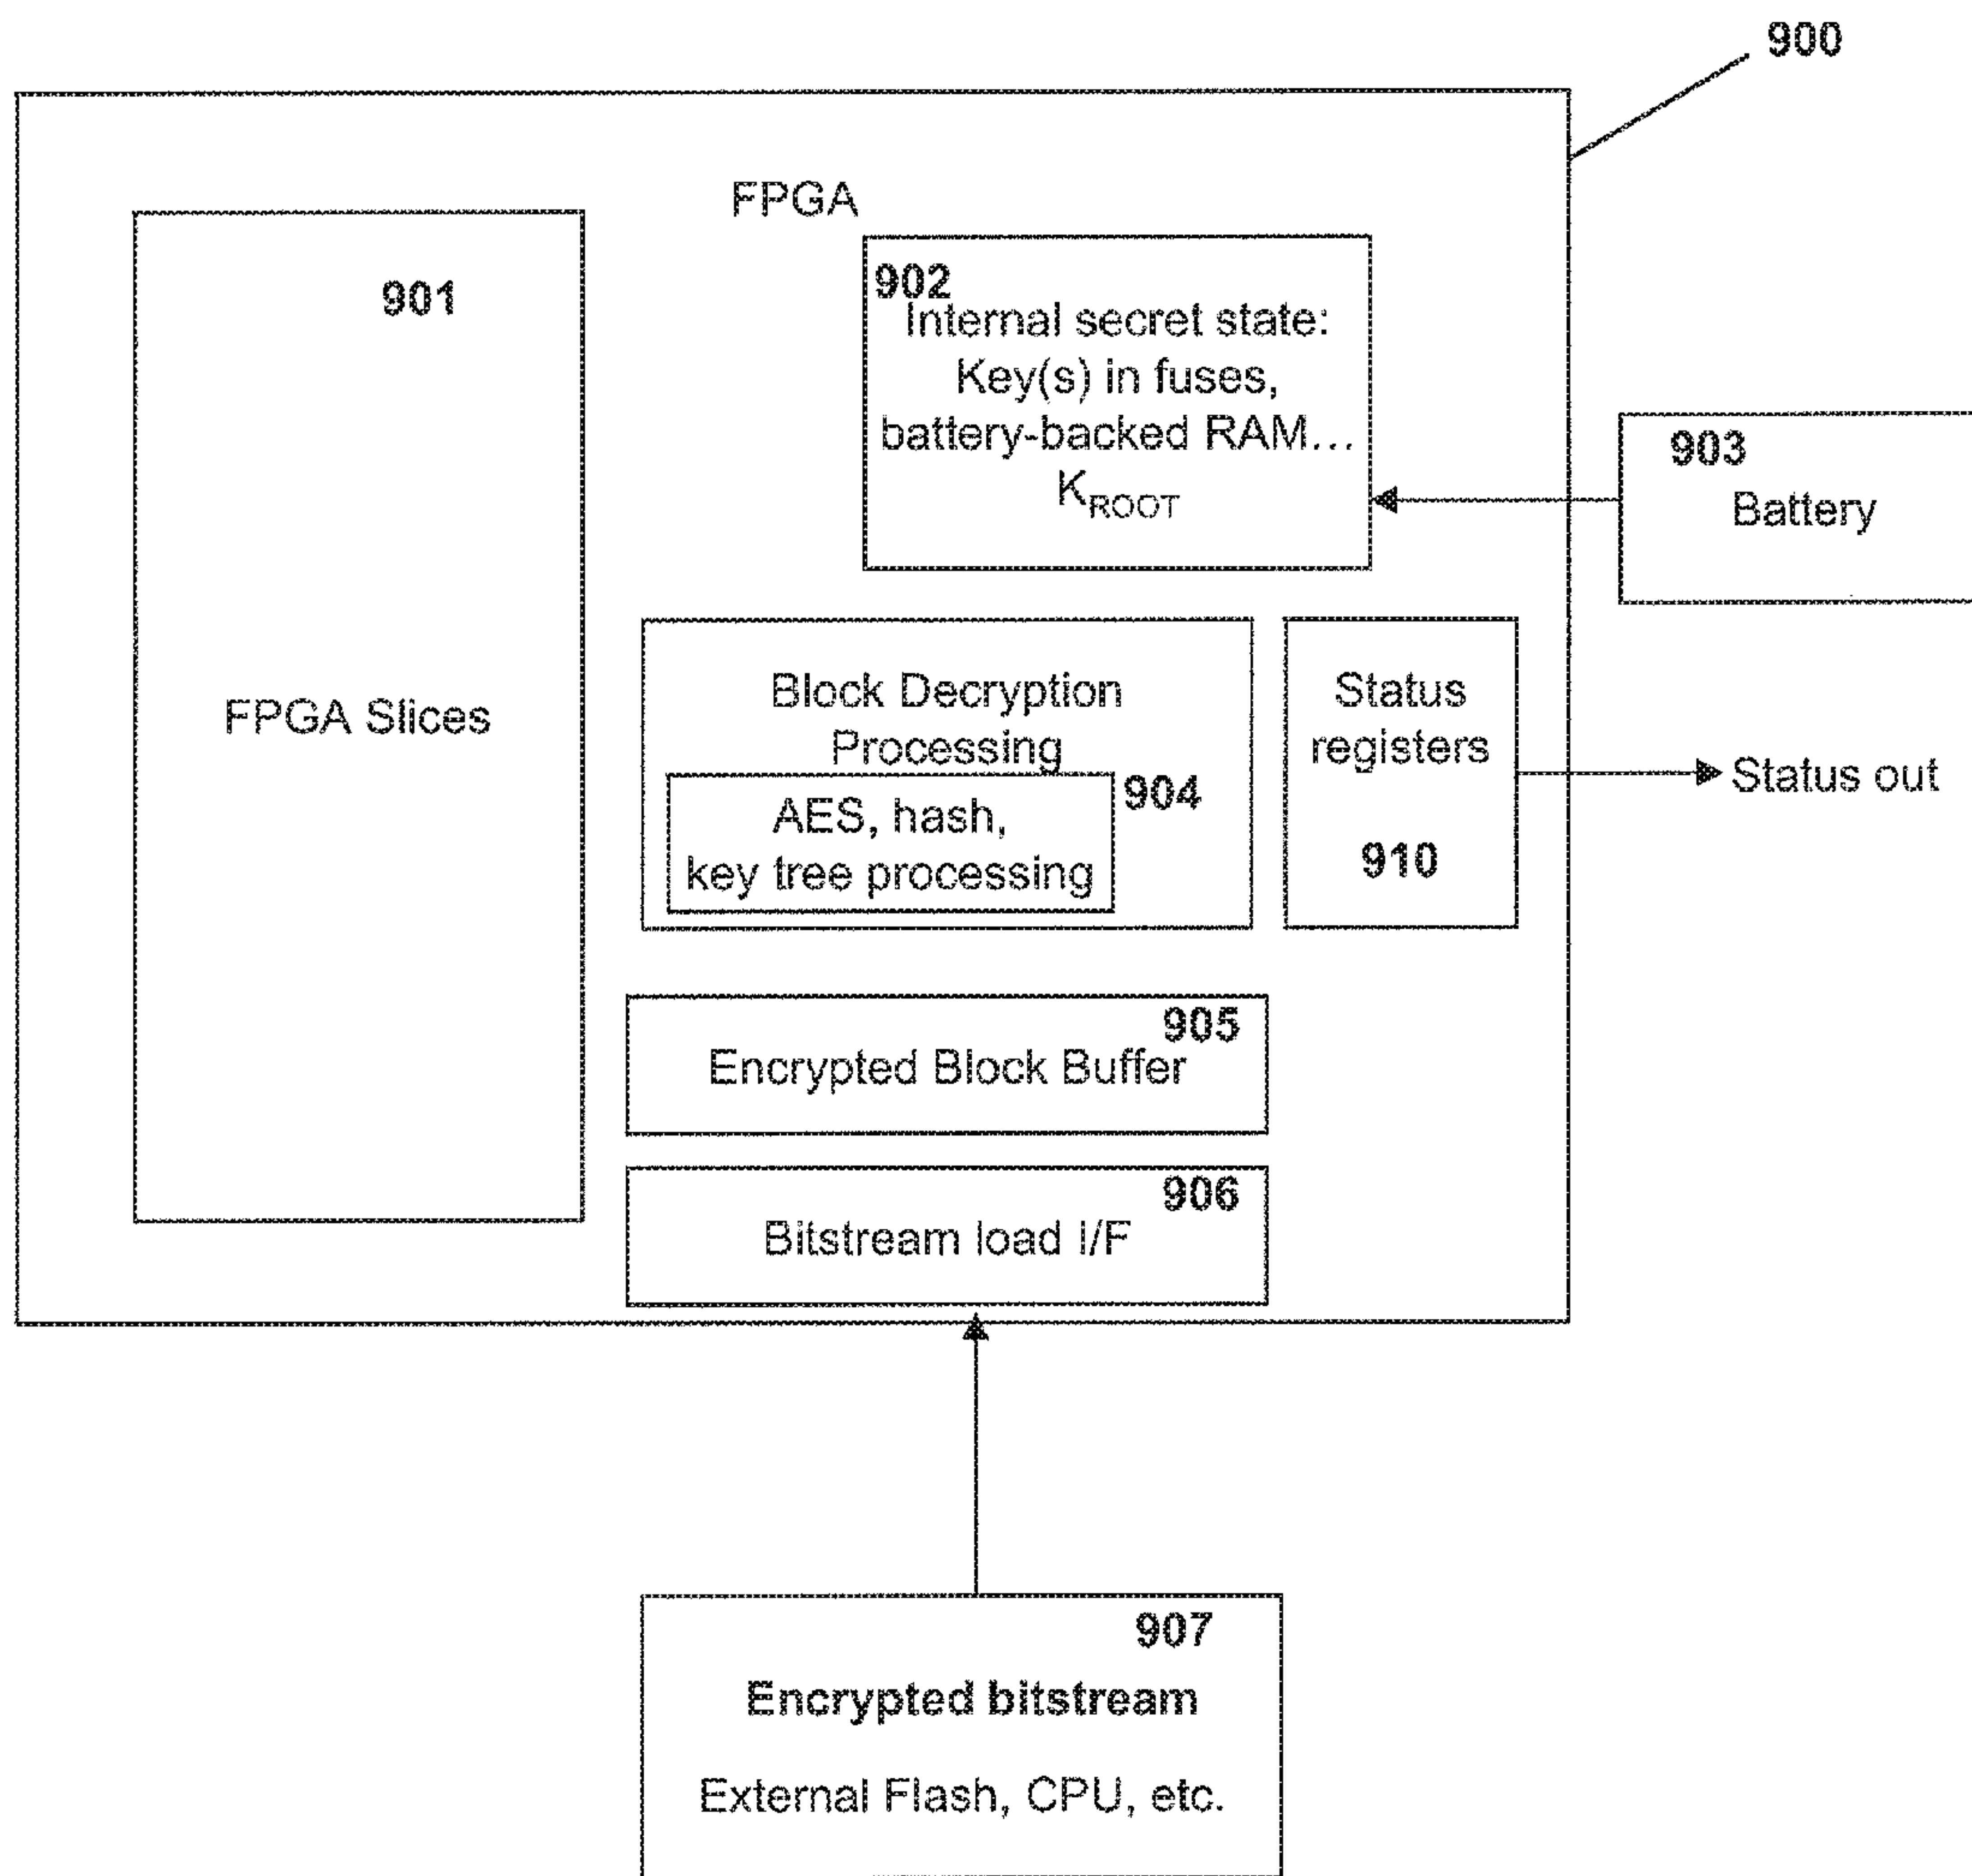 900
FPGA
901
FPGA Slices
902
Internal secret state:
Key(s) in fuses,
battery-backed RAM...
KROOT
903
Battery
Block Decryption
Processing
904
AES, hash,
key tree processing
Status
registers
910
Status out
905
Encrypted Block Buffer
906
Bitstream load I/F
907
Encrypted bitstream
External Flash, CPU, etc.